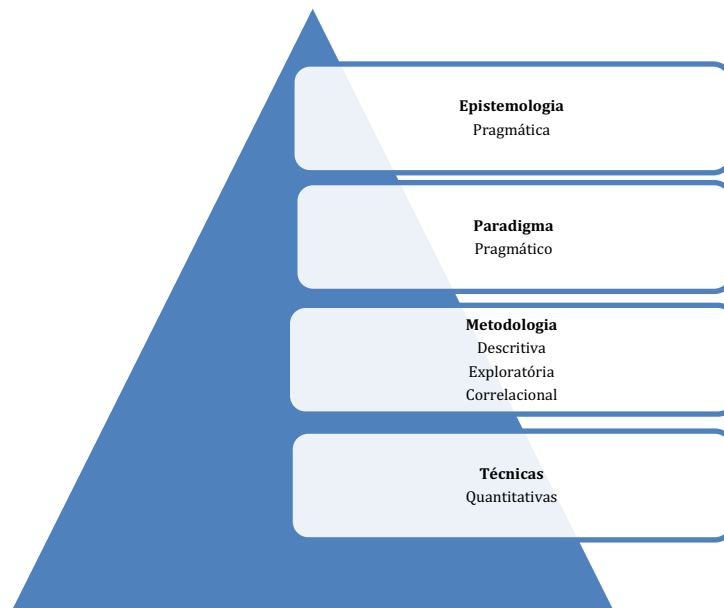 Epistemologia
Pragmática
Paradigma
Pragmático
Metodologia
Descritiva
Exploratória
Correlacional
Técnicas
Quantitativas